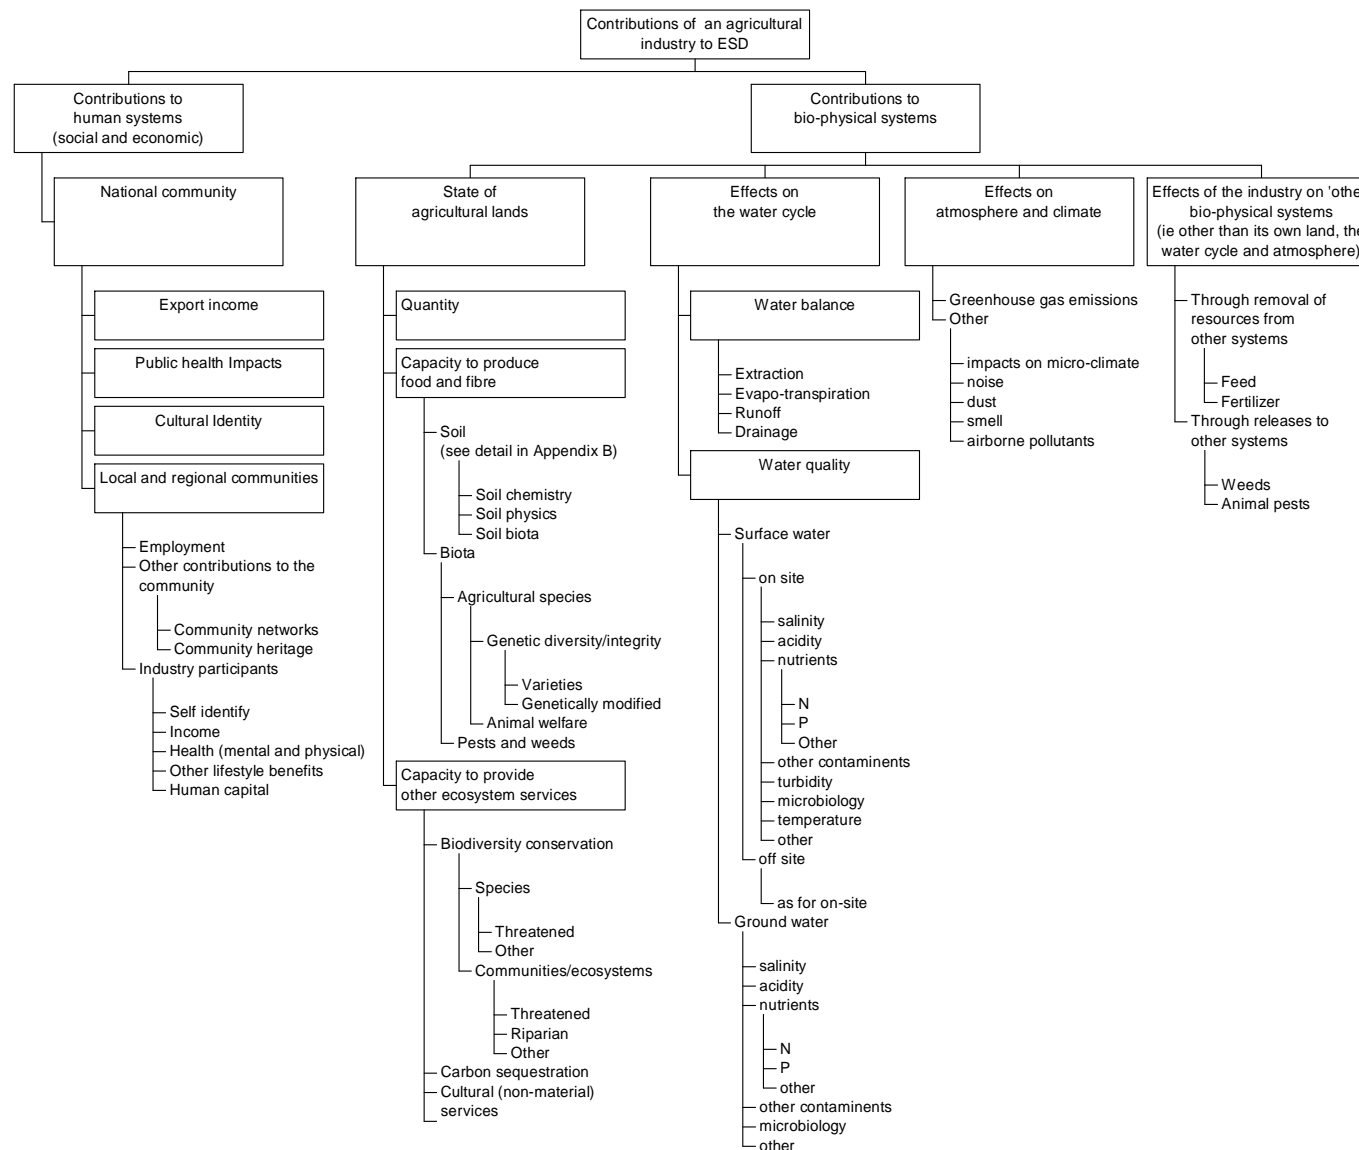 Contributions of an agricultural
industry to ESD
Contributions to
human systems
(social and economic)
Contributions to
bio-physical systems
National community
Export income
Public health Impacts
Cultural Identity
Local and regional communities
Employment
Other contributions to the
community
Community networks
Community heritage
Industry participants
Self identify
Income
Health (mental and physical)
Other lifestyle benefits
Human capital
State of
agricultural lands
Quantity
Capacity to produce
food and fibre
Soil
(see detail in Appendix B)
Soil chemistry
Soil physics
Soil biota
Biota
Agricultural species
Genetic diversity/integrity
Varieties
Genetically modified
Animal welfare
Pests and weeds
Capacity to provide
other ecosystem services
Biodiversity conservation
Species
Threatened
Other
Communities/ecosystems
Threatened
Riparian
Other
Carbon sequestration
Cultural (non-material)
services
Effects on
the water cycle
Water balance
Extraction
Evapo-transpiration
Runoff
Drainage
Water quality
Surface water
on site
salinity
acidity
nutrients
N
P
Other
other contaminents
turbidity
microbiology
temperature
other
off site
as for on-site
Ground water
salinity
acidity
nutrients
N
P
other
other contaminents
microbiology
other
Effects on
atmosphere and climate
Greenhouse gas emissions
Other
impacts on micro-climate
noise
dust
smell
airborne pollutants
Effects of the industry on 'othe
bio-physical systems
(ie other than its own land, the
water cycle and atmosphere)
Through removal of
resources from
other systems
Feed
Fertilizer
Through releases to
other systems
Weeds
Animal pests